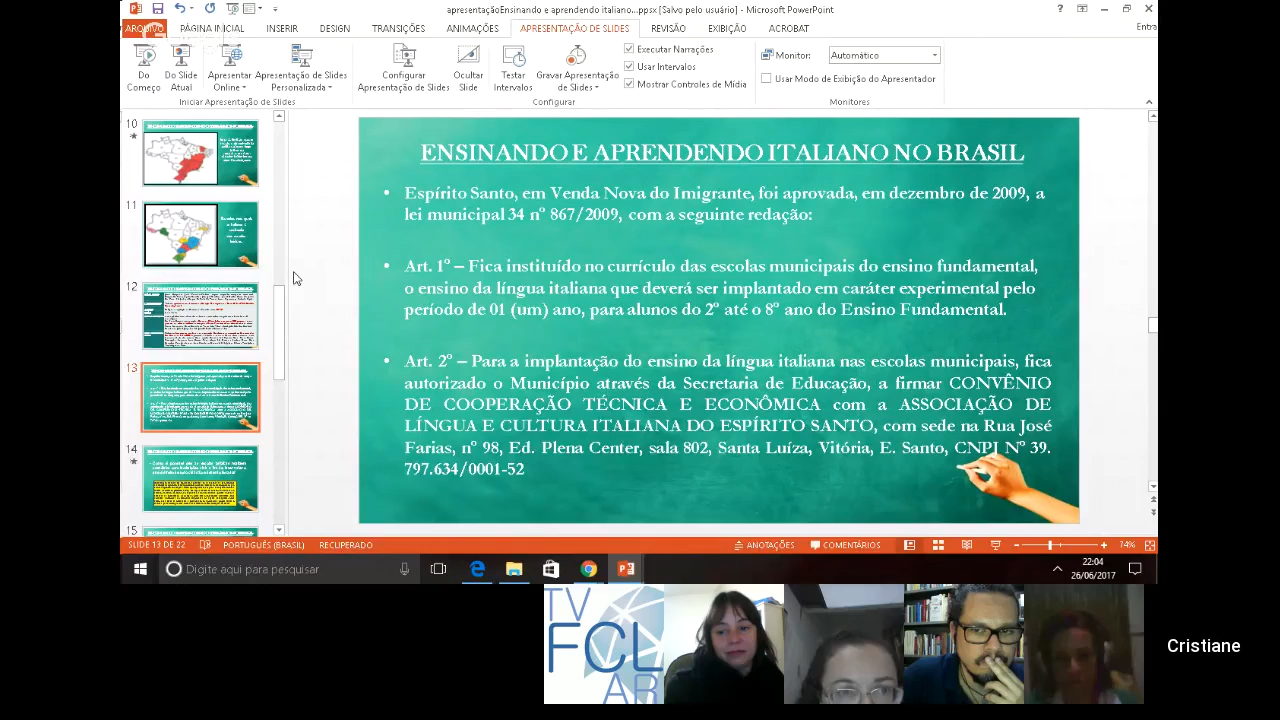 apresentaçãoEnsinando e aprendendo italiano...ppsx [Salvo pelo usuário] - Microsoft PowerPoint
ARQUIVO PÁGINA INICIAL INSERIR DESIGN TRANSIÇÕES ANIMAÇÕES APRESENTAÇÃO DE SLIDES REVISÃO EXIBIÇÃO ACROBAT Entra
Do Começo
Do Slide Atual
Apresentar Online
Apresentação de Slides Personalizada
Iniciar Apresentação de Slides
Configurar Apresentação de Slides
Ocultar Slide
Testar Intervalos
Gravar Apresentação de Slides
Executar Narrações
Usar Intervalos
Mostrar Controles de Mídia
Configurar
Monitor: Automático
Usar Modo de Exibição do Apresentador
Monitores
10
11
12
13
14
15
ENSINANDO E APRENDENDO ITALIANO NO BRASIL
• Espírito Santo, em Venda Nova do Imigrante, foi aprovada, em dezembro de 2009, a
lei municipal 34 nº 867/2009, com a seguinte redação:
• Art. 1º – Fica instituído no currículo das escolas municipais do ensino fundamental,
o ensino da língua italiana que deverá ser implantado em caráter experimental pelo
período de 01 (um) ano, para alunos do 2º até o 8º ano do Ensino Fundamental.
• Art. 2º – Para a implantação do ensino da língua italiana nas escolas municipais, fica
autorizado o Município através da Secretaria de Educação, a firmar CONVÊNIO
DE COOPERAÇÃO TÉCNICA E ECONÔMICA com a ASSOCIAÇÃO DE
LÍNGUA E CULTURA ITALIANA DO ESPÍRITO SANTO, com sede na Rua José
Farias, nº 98, Ed. Plena Center, sala 802, Santa Luíza, Vitória, E. Santo, CNPJ Nº 39.
797.634/0001-52
SLIDE 13 DE 22 PORTUGUÊS (BRASIL) RECUPERADO ANOTAÇÕES COMENTÁRIOS 74%
Digite aqui para pesquisar
22:04
26/06/2017
TV
FCL
AR
Cristiane